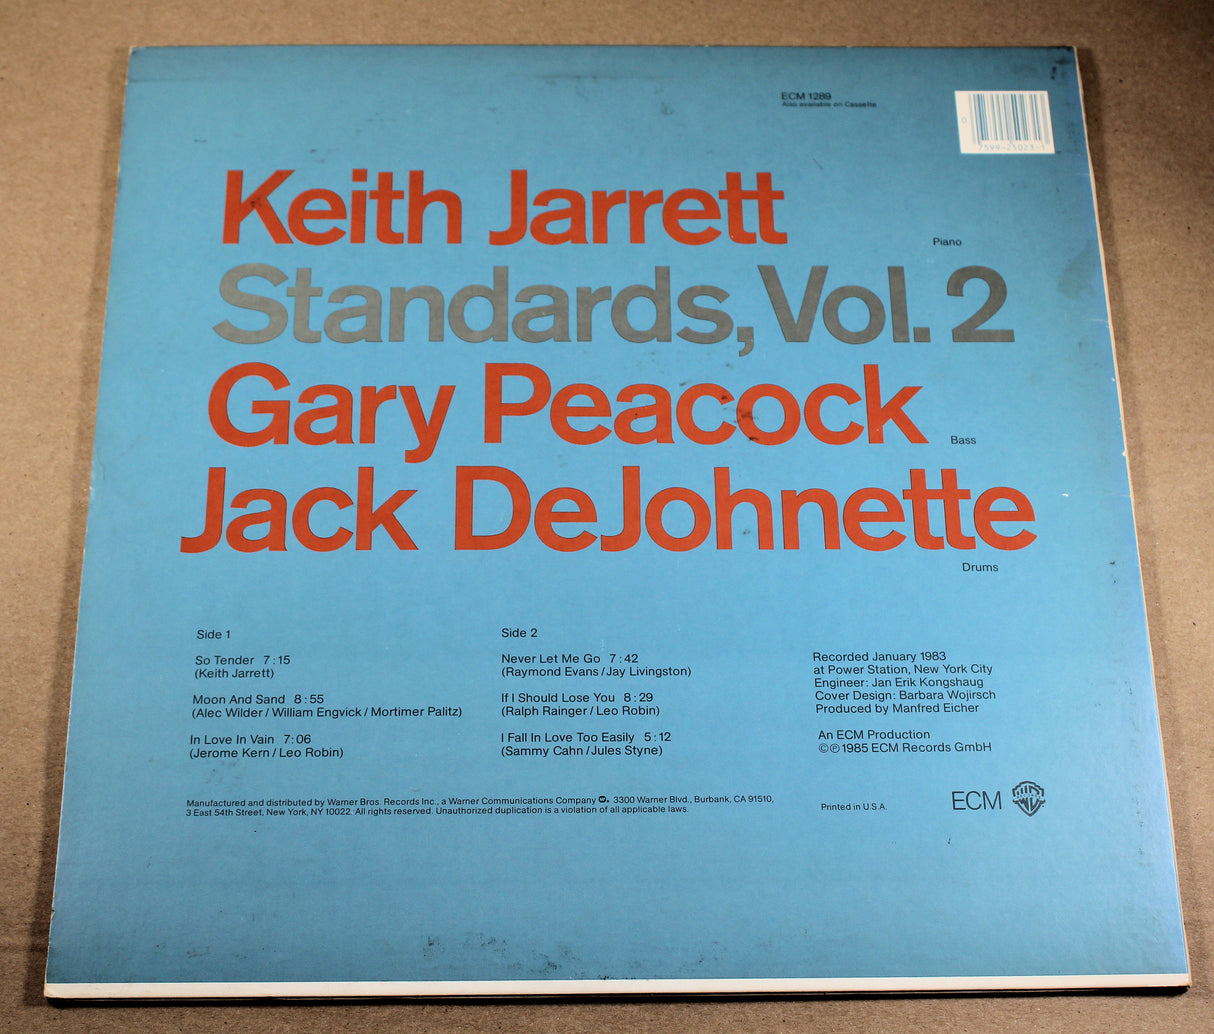 ECM 1289
Also available on Cassette
0
7599-25023-1
Keith Jarrett
Piano
Standards, Vol. 2
Gary Peacock
Bass
Jack DeJohnette
Drums
Side 1
So Tender 7:15
(Keith Jarrett)
Moon And Sand 8:55
(Alec Wilder / William Engvick / Mortimer Palitz)
In Love In Vain 7:06
(Jerome Kern / Leo Robin)
Side 2
Never Let Me Go 7:42
(Raymond Evans / Jay Livingston)
If I Should Lose You 8:29
(Ralph Rainger / Leo Robin)
I Fall In Love Too Easily 5:12
(Sammy Cahn / Jules Styne)
Recorded January 1983
at Power Station, New York City
Engineer: Jan Erik Kongshaug
Cover Design: Barbara Wojirsch
Produced by Manfred Eicher
An ECM Production
©℗ 1985 ECM Records GmbH
Manufactured and distributed by Warner Bros. Records Inc., a Warner Communications Company 3300 Warner Blvd., Burbank, CA 91510,
3 East 54th Street, New York, NY 10022. All rights reserved. Unauthorized duplication is a violation of all applicable laws.
Printed in U.S.A.
ECM